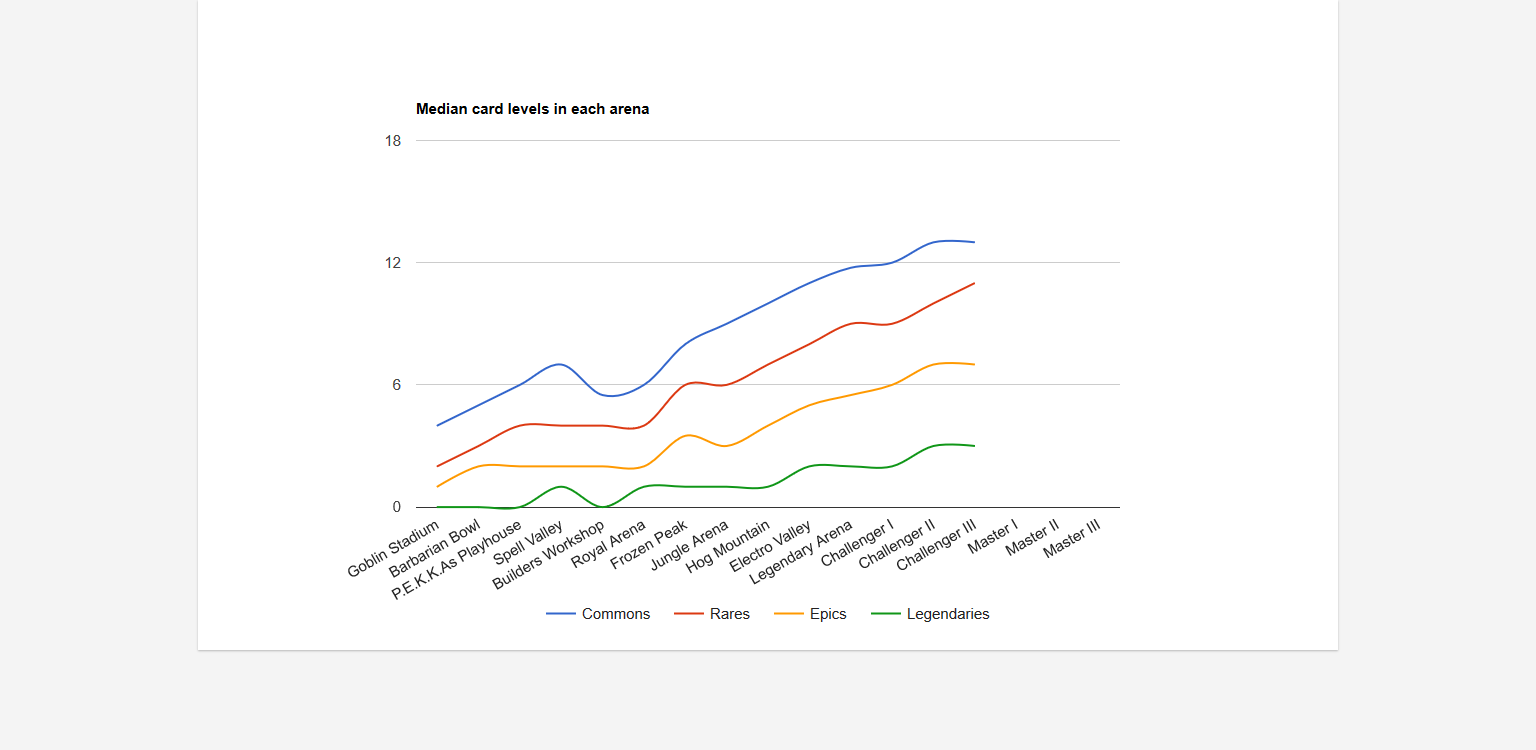 Median card levels in each arena
18
12
6
0
Goblin Stadium
Barbarian Bowl
P.E.K.K.As Playhouse
Spell Valley
Builders Workshop
Royal Arena
Frozen Peak
Jungle Arena
Hog Mountain
Electro Valley
Legendary Arena
Challenger I
Challenger II
Challenger III
Master I
Master II
Master III
Commons Rares Epics Legendaries